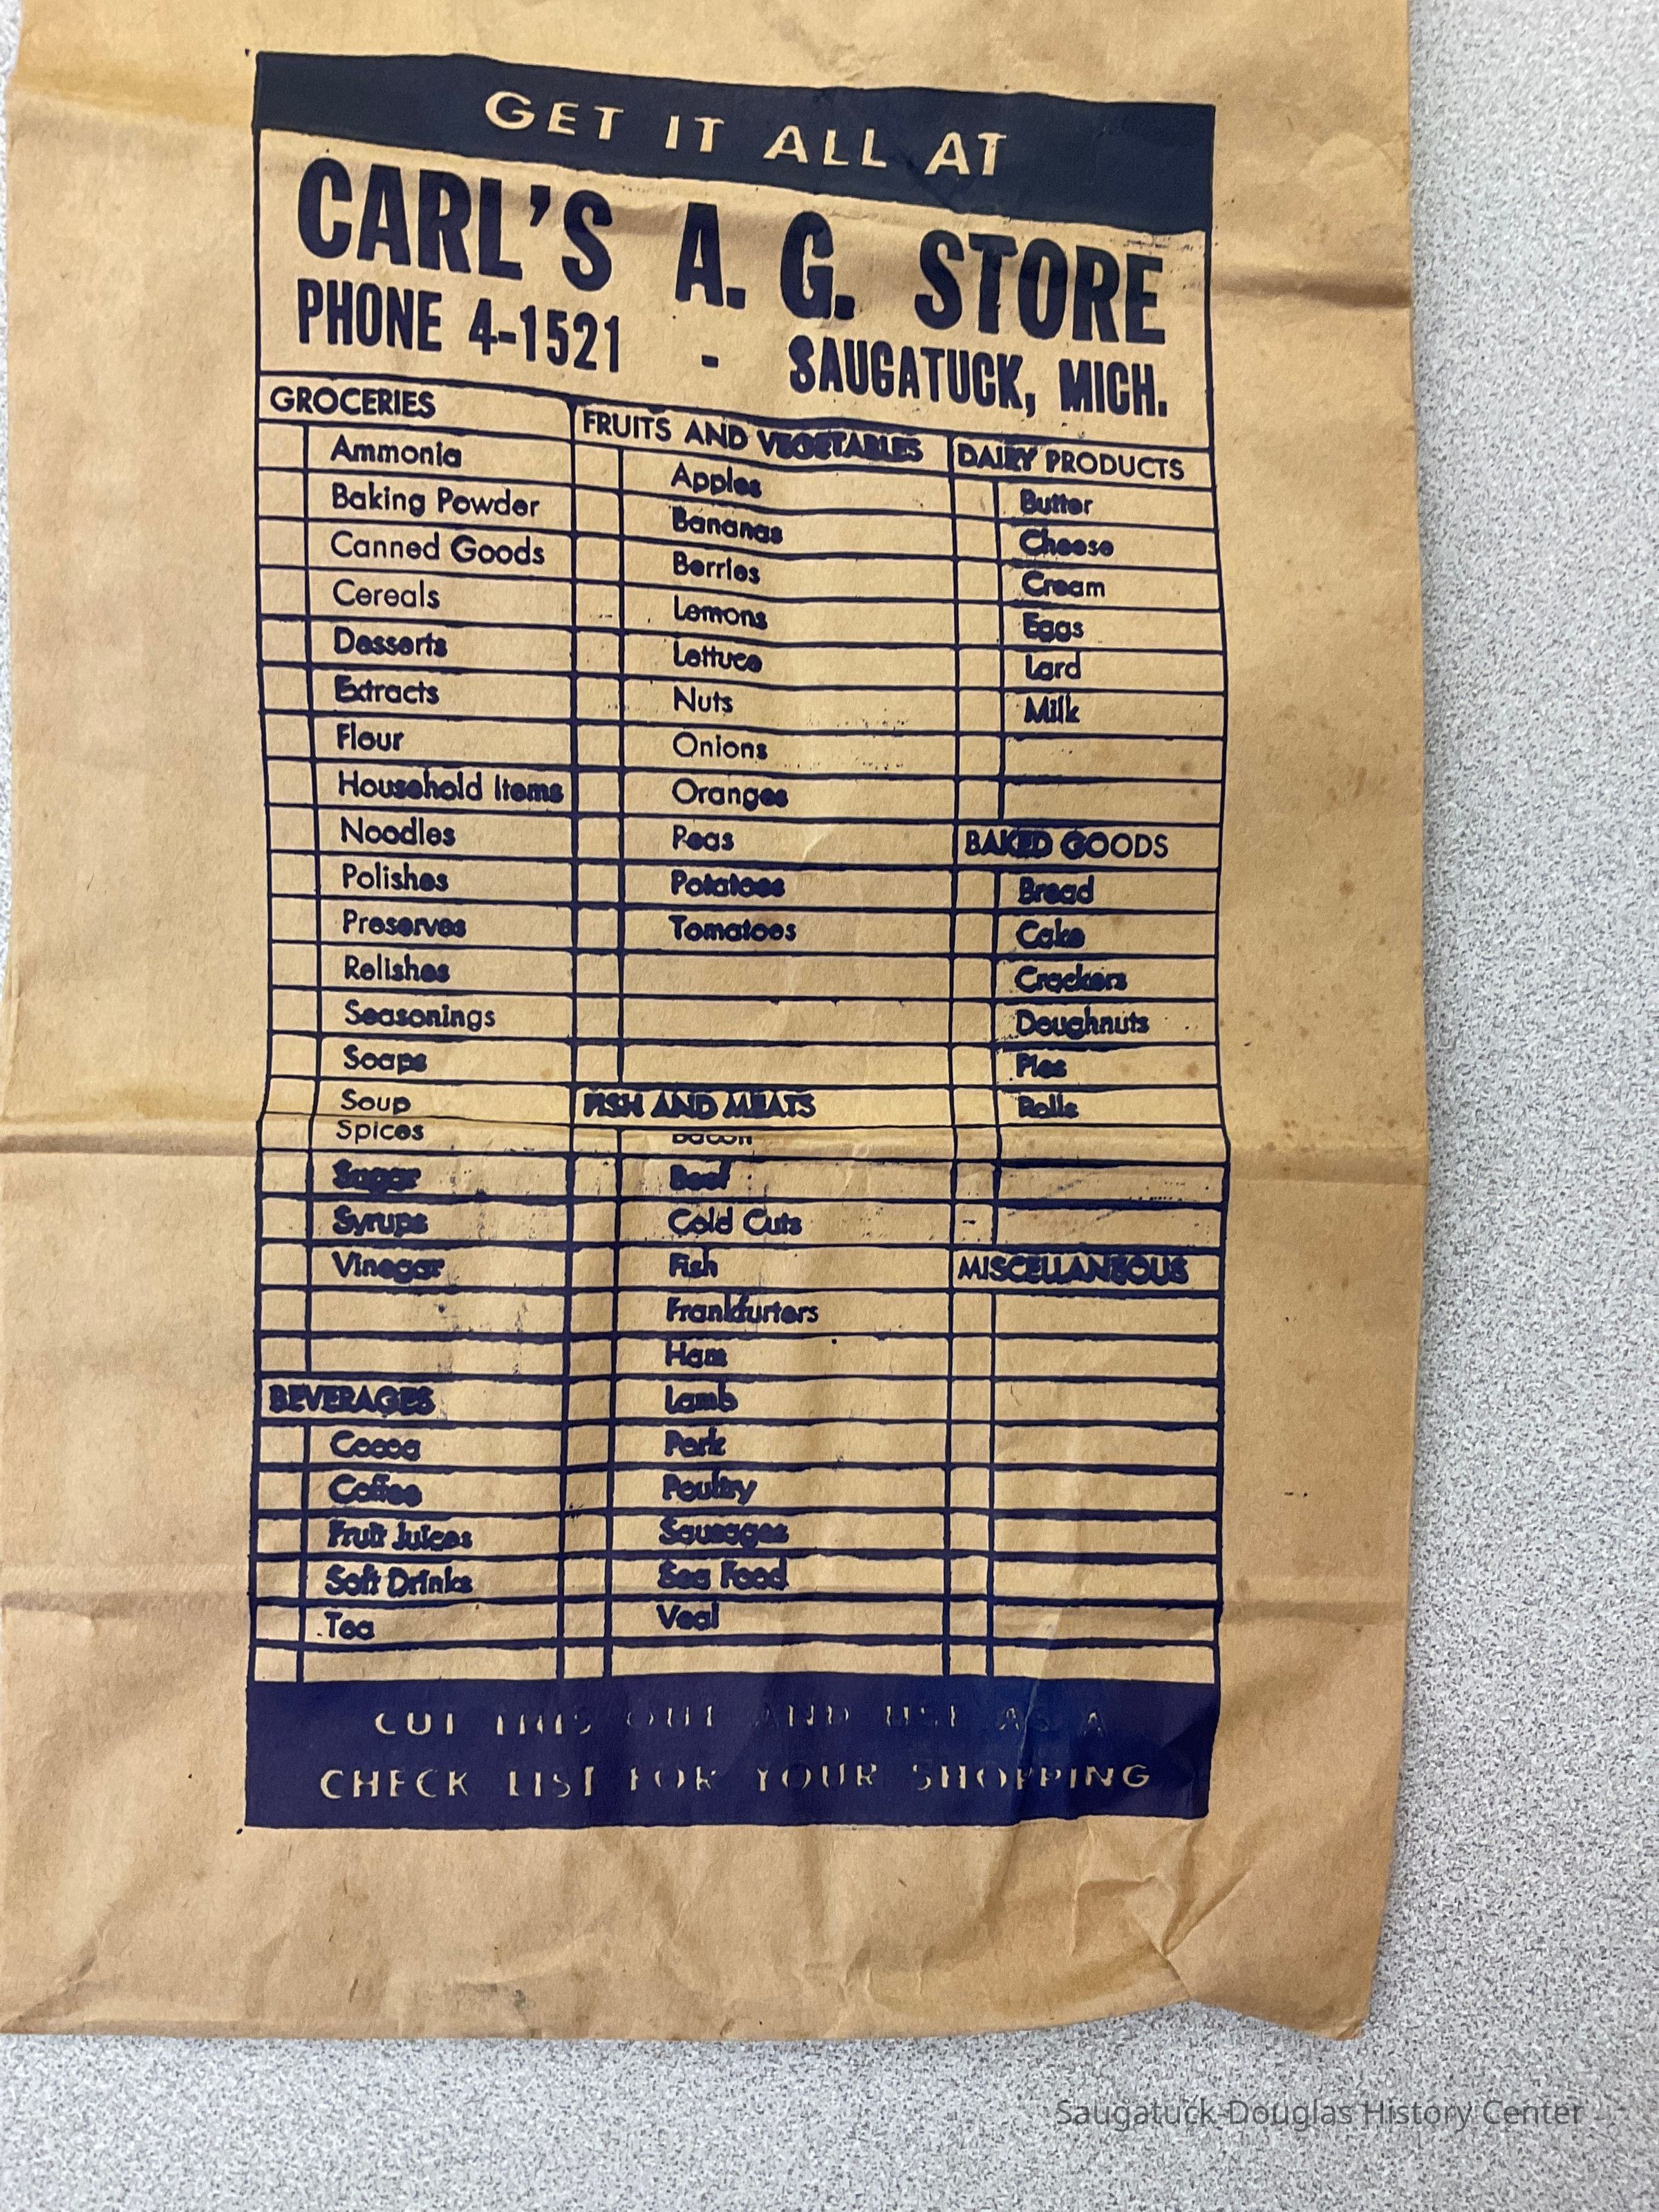 GET IT ALL AT
CARL'S A. G. STORE
PHONE 4-1521 - SAUGATUCK, MICH.
GROCERIES
Ammonia
Baking Powder
Canned Goods
Cereals
Desserts
Extracts
Flour
Household Items
Noodles
Polishes
Preserves
Relishes
Seasonings
Soaps
Soup
Spices
Sugar
Syrups
Vinegar
BEVERAGES
Cocoa
Coffee
Fruit Juices
Soft Drinks
Tea
FRUITS AND VEGETABLES
Apples
Bananas
Berries
Lemons
Lettuce
Nuts
Onions
Oranges
Peas
Potatoes
Tomatoes
FISH AND MEATS
Bacon
Beef
Cold Cuts
Fish
Frankfurters
Ham
Lamb
Pork
Poultry
Sausages
Sea Food
Veal
DAIRY PRODUCTS
Butter
Cheese
Cream
Eggs
Lard
Milk
BAKED GOODS
Bread
Cake
Crackers
Doughnuts
Pies
Rolls
MISCELLANEOUS
CUT THIS OUT AND USE AS A
CHECK LIST FOR YOUR SHOPPING
Saugatuck-Douglas History Center